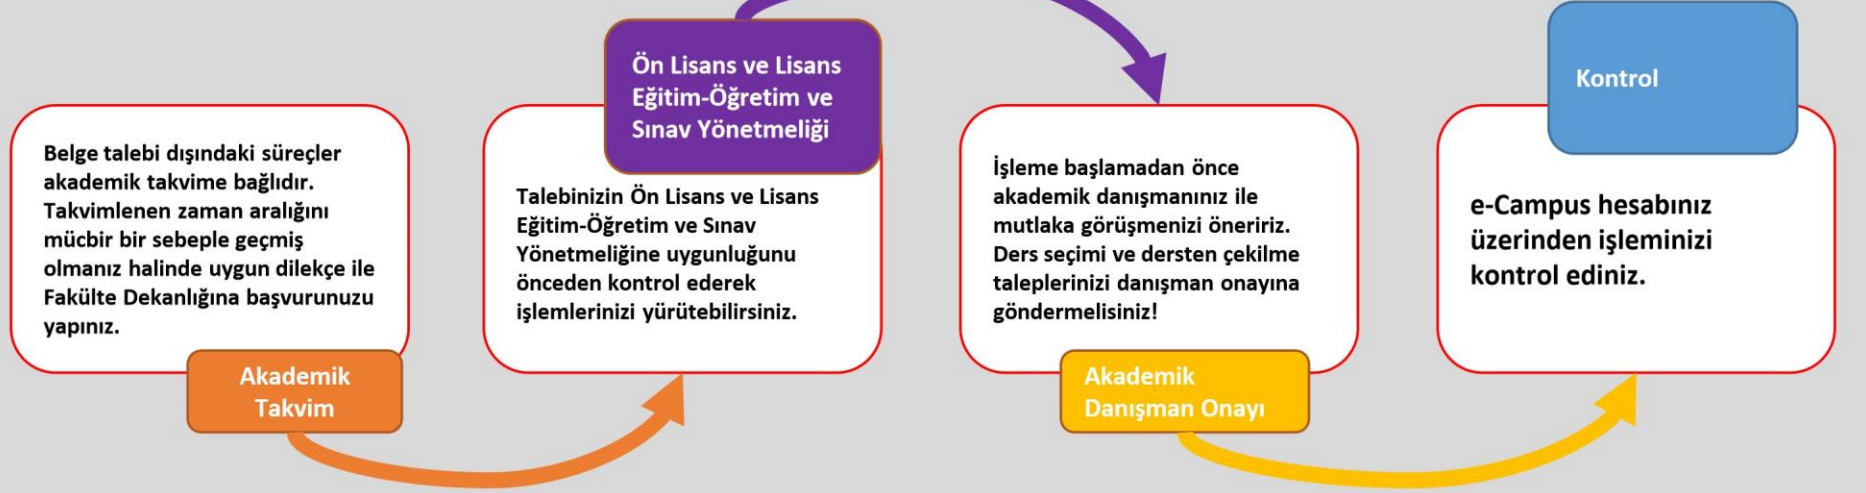 Belge talebi dışındaki süreçler
akademik takvime bağlıdır.
Takvimlenen zaman aralığını
mücbir bir sebeple geçmiş
olmanız halinde uygun dilekçe ile
Fakülte Dekanlığına başvurunuzu
yapınız.
Akademik
Takvim
Ön Lisans ve Lisans
Eğitim-Öğretim ve
Sınav Yönetmeliği
Talebinizin Ön Lisans ve Lisans
Eğitim-Öğretim ve Sınav
Yönetmeliğine uygunluğunu
önceden kontrol ederek
işlemlerinizi yürütebilirsiniz.
İşleme başlamadan önce
akademik danışmanınız ile
mutlaka görüşmenizi öneririz.
Ders seçimi ve dersten çekilme
taleplerinizi danışman onayına
göndermelisiniz!
Akademik
Danışman Onayı
Kontrol
e-Campus hesabınız
üzerinden işleminizi
kontrol ediniz.